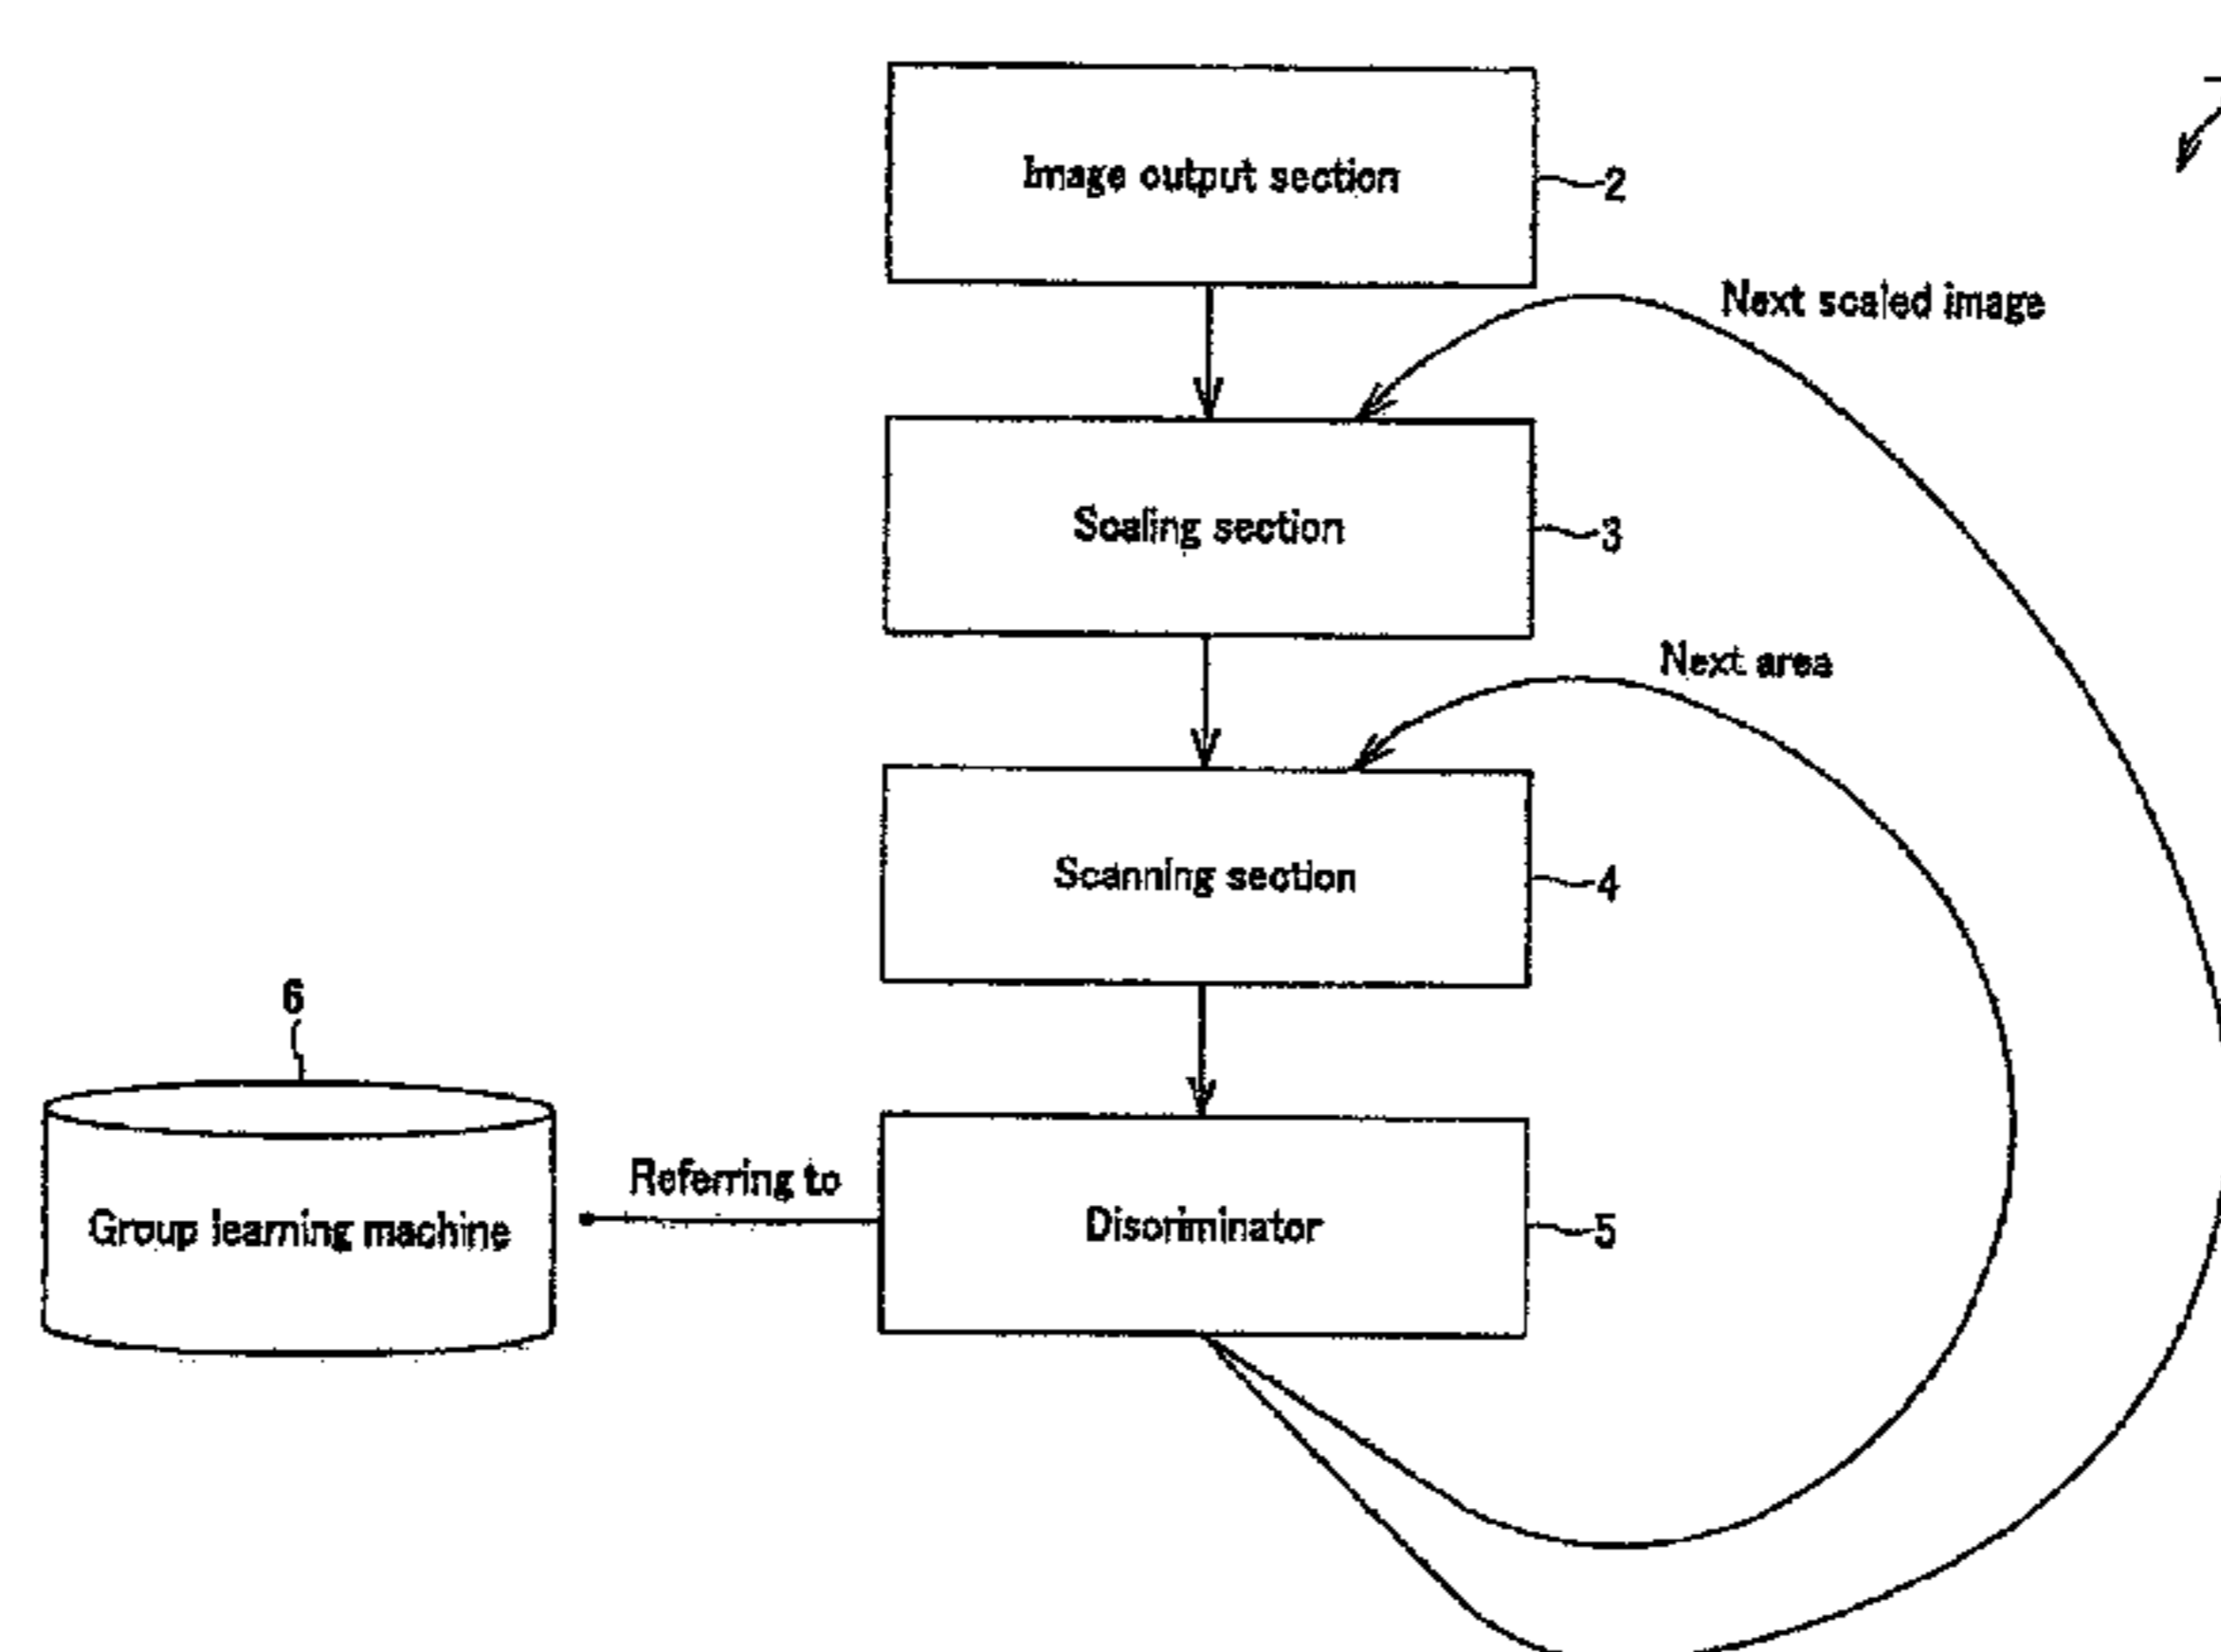 Image output section
2
Next scaled image
Scaling section
3
Next area
Scanning section
4
6
Referring to
Group learning machine
Discriminator
5